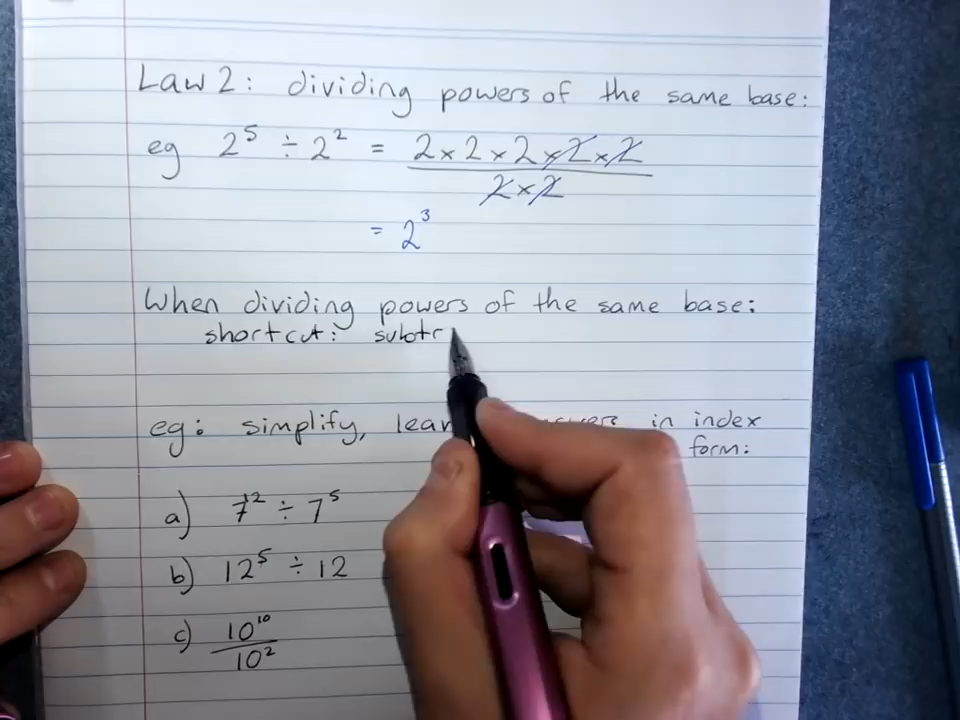 Law 2: dividing powers of the same base:
eg 2⁵ ÷ 2² = 2 × 2 × 2 × 2 × 2
2 × 2
= 2³
When dividing powers of the same base:
shortcut: subtr
eg: simplify, in index
form:
a) 7¹² ÷ 7⁵
b) 12⁵ ÷ 12
c) 10¹⁰
10²